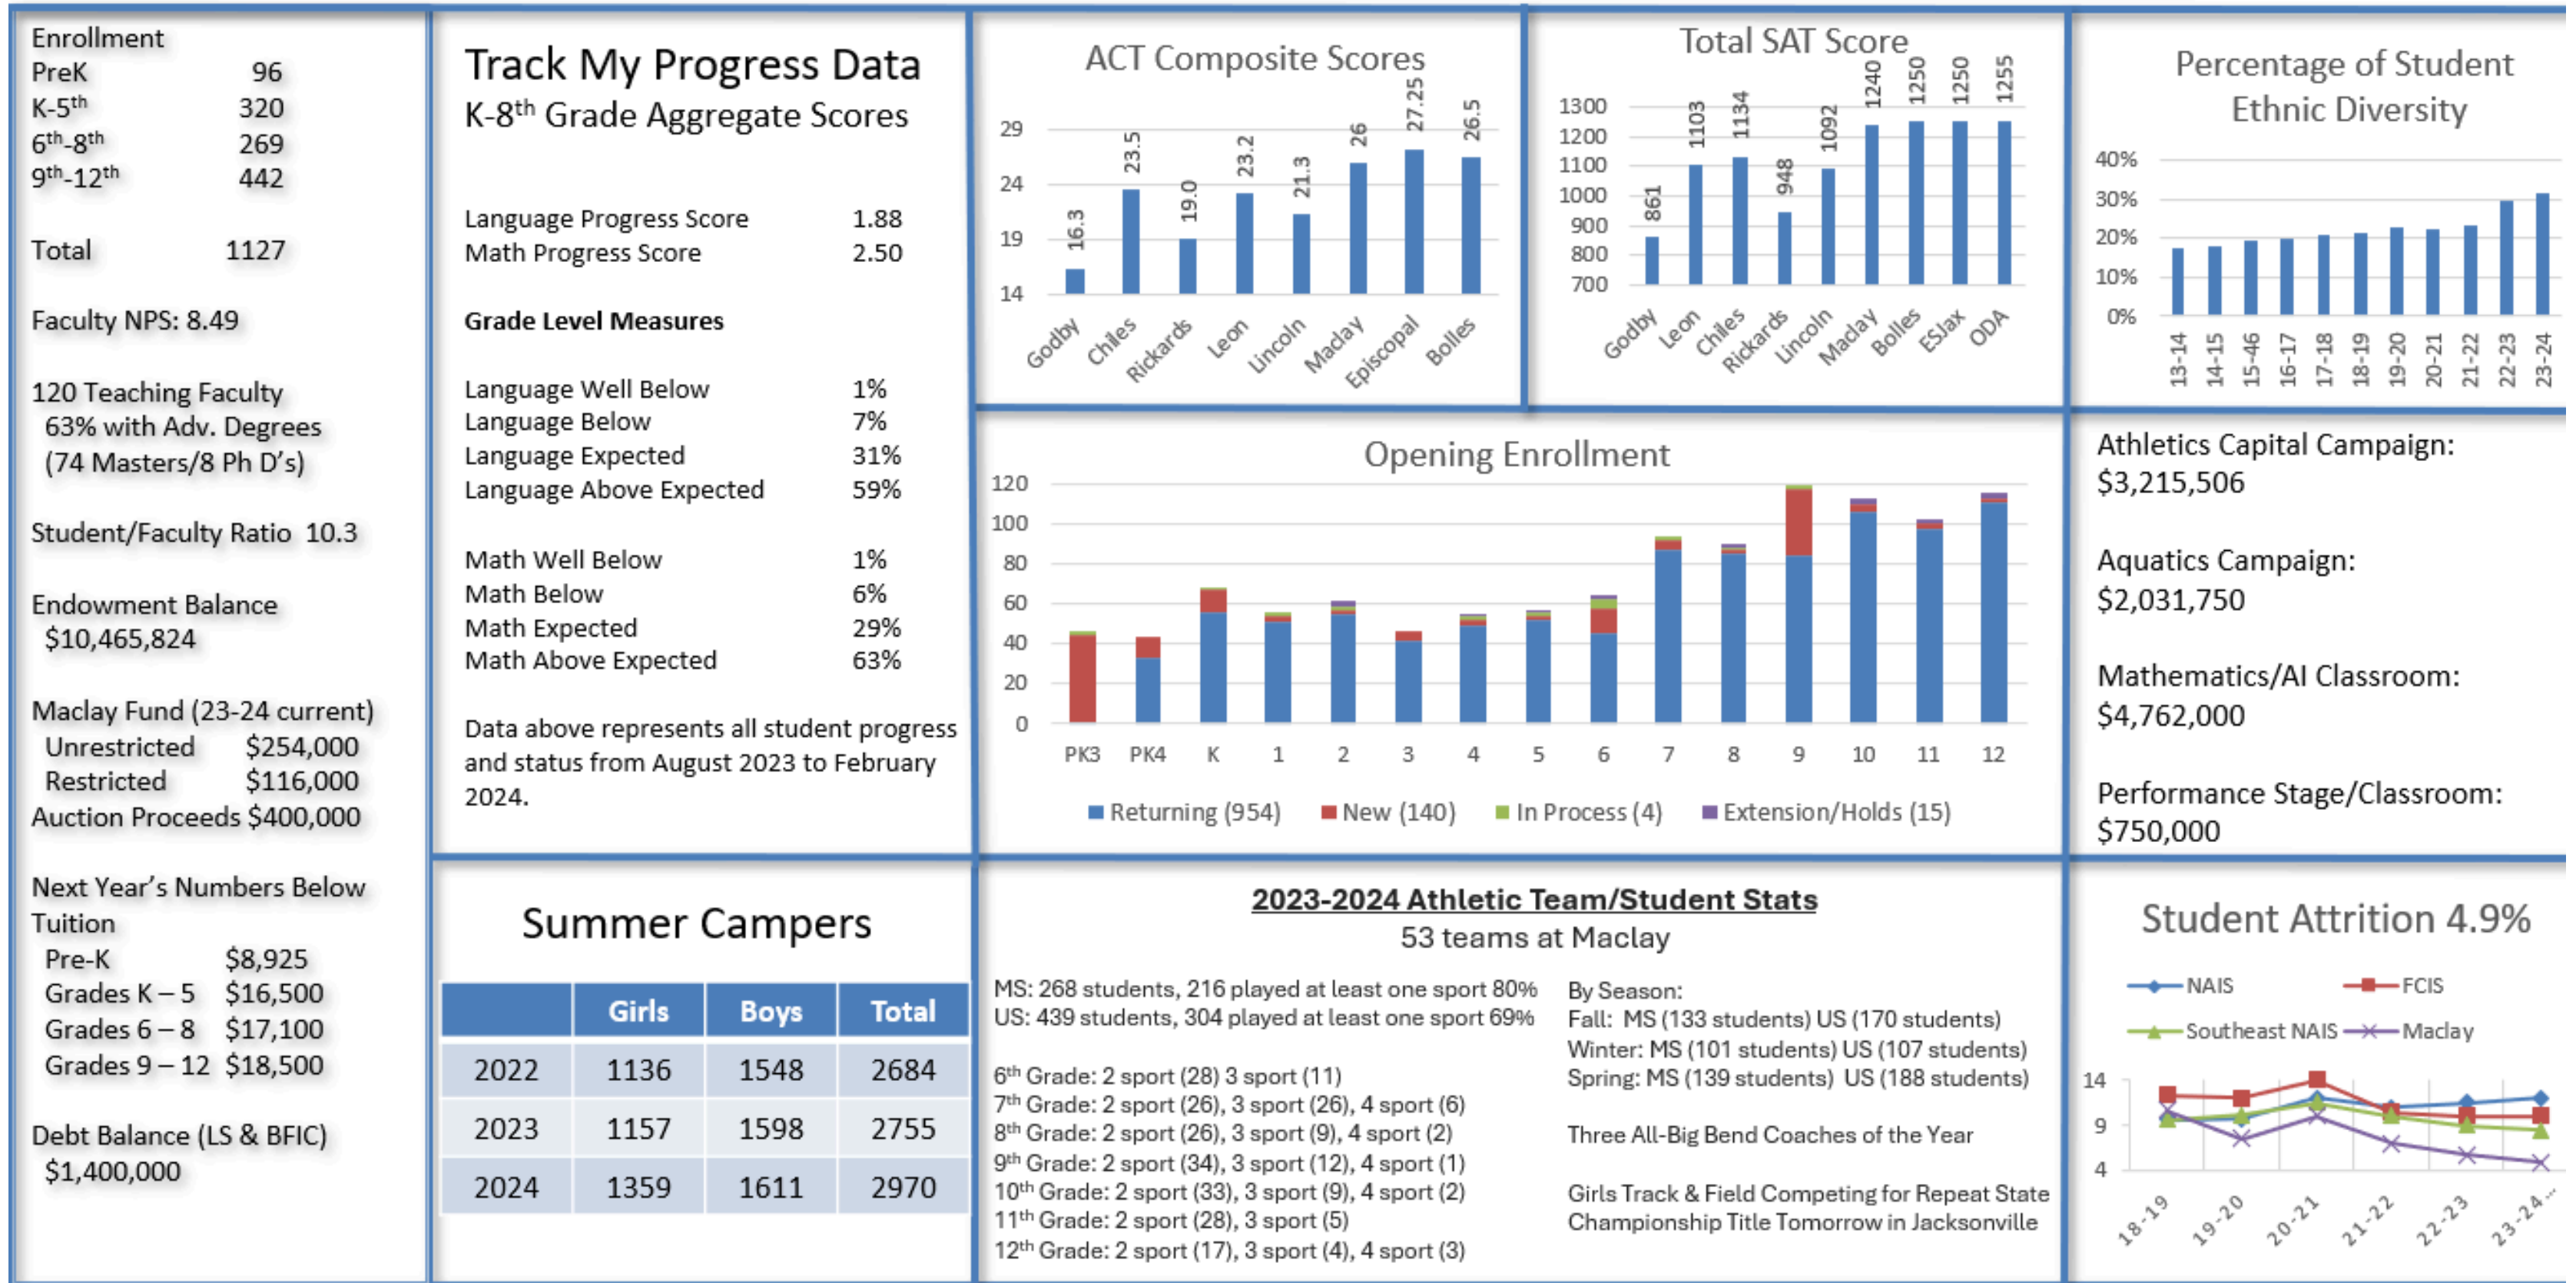 Enrollment
PreK 96
K-5th 320
6th-8th 269
9th-12th 442
Total 1127
Faculty NPS: 8.49
120 Teaching Faculty
63% with Adv. Degrees
(74 Masters/8 Ph D's)
Student/Faculty Ratio 10.3
Endowment Balance
$10,465,824
Maclay Fund (23-24 current)
Unrestricted $254,000
Restricted $116,000
Auction Proceeds $400,000
Next Year's Numbers Below
Tuition
Pre-K $8,925
Grades K – 5 $16,500
Grades 6 – 8 $17,100
Grades 9 – 12 $18,500
Debt Balance (LS & BFIC)
$1,400,000
Track My Progress Data
K-8th Grade Aggregate Scores
Language Progress Score 1.88
Math Progress Score 2.50
Grade Level Measures
Language Well Below 1%
Language Below 7%
Language Expected 31%
Language Above Expected 59%
Math Well Below 1%
Math Below 6%
Math Expected 29%
Math Above Expected 63%
Data above represents all student progress
and status from August 2023 to February
2024.
Summer Campers
Girls Boys Total
2022 1136 1548 2684
2023 1157 1598 2755
2024 1359 1611 2970
ACT Composite Scores
29
24
19
14
16.3 23.5 19.0 23.2 21.3 26 27.25 26.5
Godby Chiles Rickards Leon Lincoln Maclay Episcopal Bolles
Total SAT Score
1300
1200
1100
1000
900
800
700
861 1103 1134 948 1092 1240 1250 1250 1255
Godby Leon Chiles Rickards Lincoln Maclay Bolles ESJax ODA
Percentage of Student
Ethnic Diversity
40%
30%
20%
10%
0%
13-14 14-15 15-46 16-17 17-18 18-19 19-20 20-21 21-22 22-23 23-24
Opening Enrollment
120
100
80
60
40
20
0
PK3 PK4 K 1 2 3 4 5 6 7 8 9 10 11 12
Returning (954) New (140) In Process (4) Extension/Holds (15)
Athletics Capital Campaign:
$3,215,506
Aquatics Campaign:
$2,031,750
Mathematics/AI Classroom:
$4,762,000
Performance Stage/Classroom:
$750,000
2023-2024 Athletic Team/Student Stats
53 teams at Maclay
MS: 268 students, 216 played at least one sport 80%
US: 439 students, 304 played at least one sport 69%
6th Grade: 2 sport (28) 3 sport (11)
7th Grade: 2 sport (26), 3 sport (26), 4 sport (6)
8th Grade: 2 sport (26), 3 sport (9), 4 sport (2)
9th Grade: 2 sport (34), 3 sport (12), 4 sport (1)
10th Grade: 2 sport (33), 3 sport (9), 4 sport (2)
11th Grade: 2 sport (28), 3 sport (5)
12th Grade: 2 sport (17), 3 sport (4), 4 sport (3)
By Season:
Fall: MS (133 students) US (170 students)
Winter: MS (101 students) US (107 students)
Spring: MS (139 students) US (188 students)
Three All-Big Bend Coaches of the Year
Girls Track & Field Competing for Repeat State
Championship Title Tomorrow in Jacksonville
Student Attrition 4.9%
NAIS FCIS
Southeast NAIS Maclay
14
9
4
18-19 19-20 20-21 21-22 22-23 23-24...